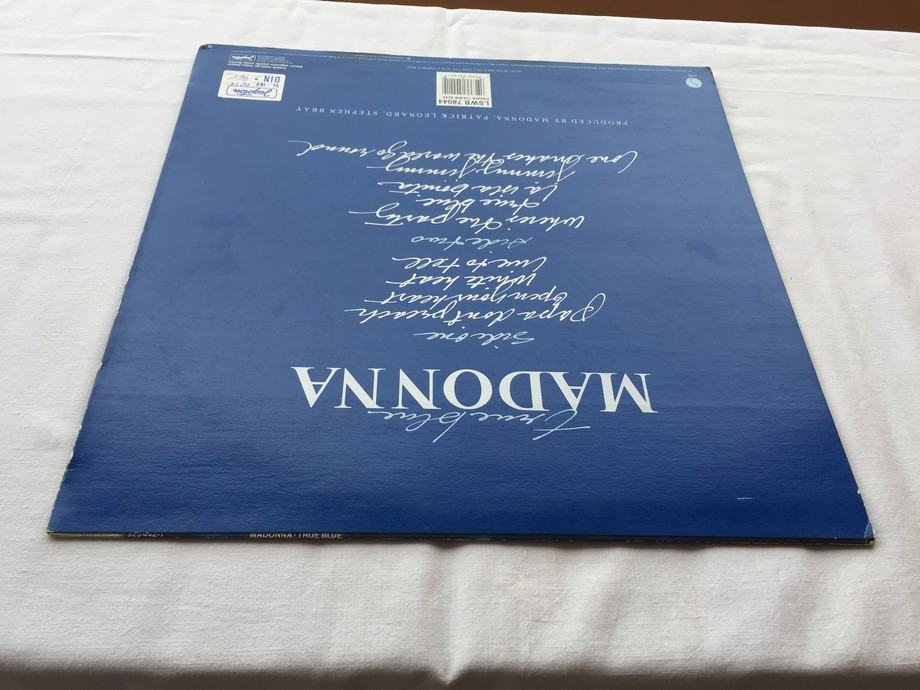 true blue
MADONNA
Side one
Papa don't preach
Open your heart
White heat
Live to tell
Side two
Where's the party
True blue
La isla bonita
Jimmy Jimmy
Love makes the world go round
PRODUCED BY MADONNA, PATRICK LEONARD, STEPHEN BRAY
LSWB 78044
Jugoton
DIN
MADONNA / TRUE BLUE